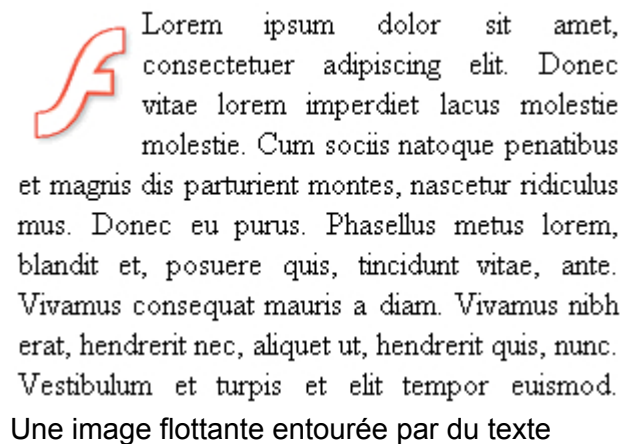 Lorem ipsum dolor sit amet,
consectetuer adipiscing elit. Donec
vitae lorem imperdiet lacus molestie
molestie. Cum sociis natoque penatibus
et magnis dis parturient montes, nascetur ridiculus
mus. Donec eu purus. Phasellus metus lorem,
blandit et, posuere quis, tincidunt vitae, ante.
Vivamus consequat mauris a diam. Vivamus nibh
erat, hendrerit nec, aliquet ut, hendrerit quis, nunc.
Vestibulum et turpis et elit tempor euismod.
Une image flottante entourée par du texte